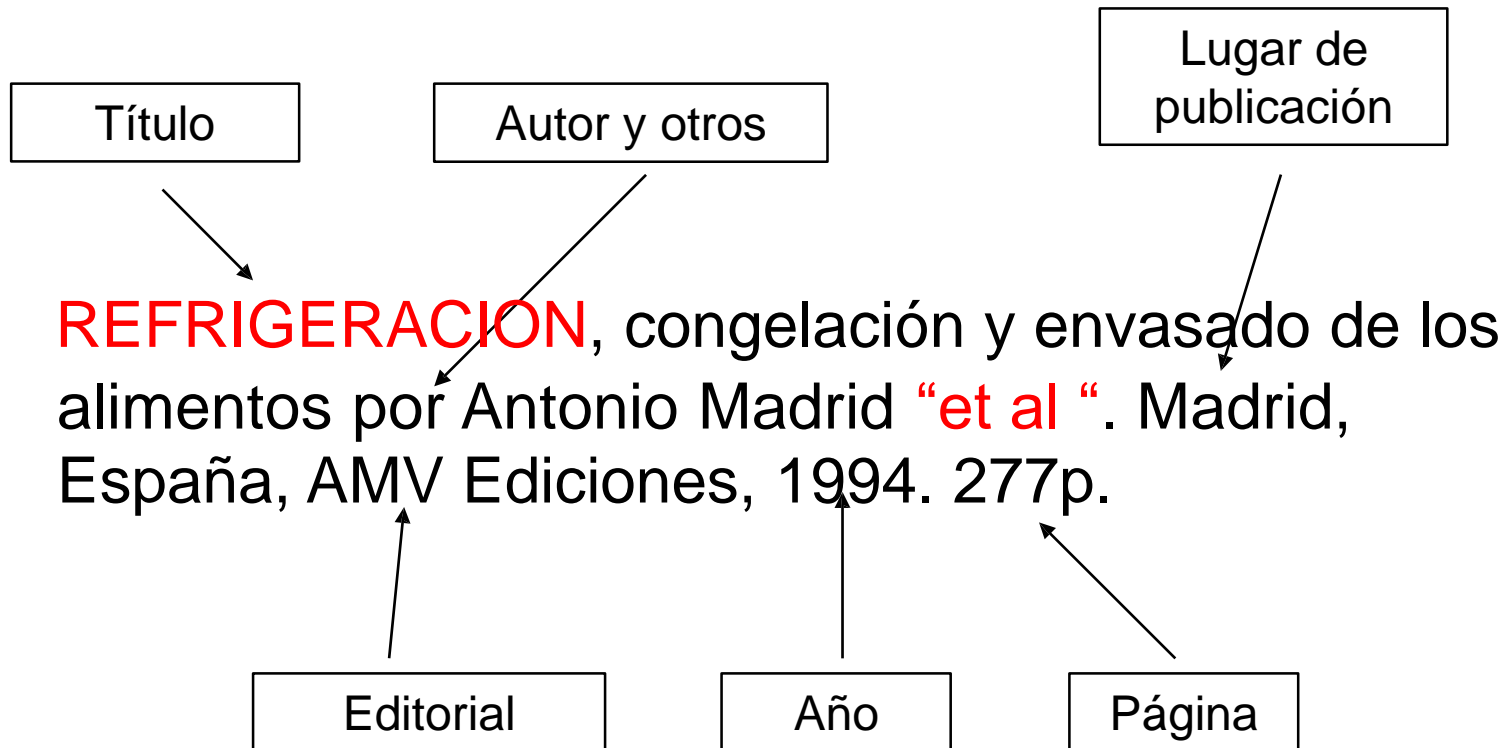 Lugar de
publicación
Título
Autor y otros
REFRIGERACION, congelación y envasado de los
alimentos por Antonio Madrid “et al “. Madrid,
España, AMV Ediciones, 1994. 277p.
Editorial
Año
Página